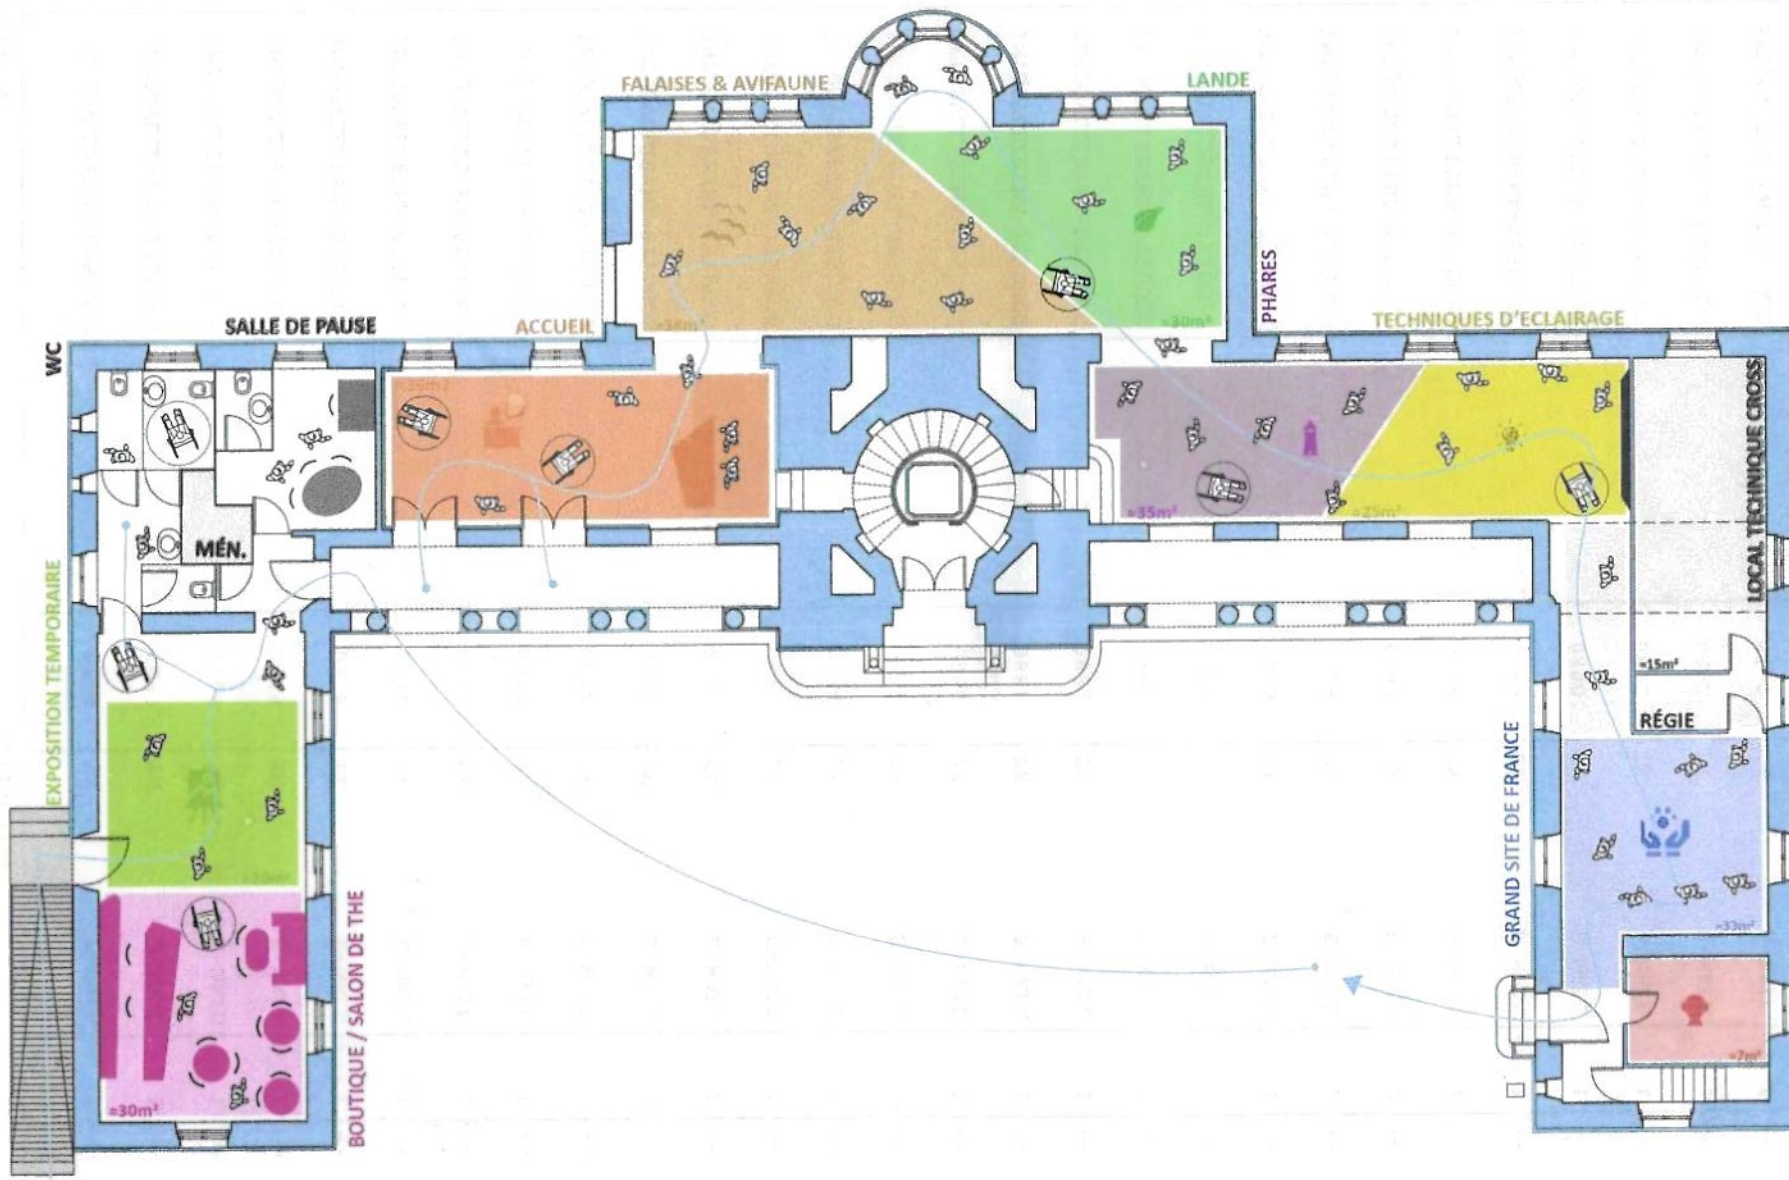 FALAISES & AVIFAUNE
LANDE
PHARES
TECHNIQUES D'ECLAIRAGE
SALLE DE PAUSE
ACCUEIL
WC
MÉN.
LOCAL TECHNIQUE CROSS
≈30m²
≈35m²
≈25m²
≈15m²
RÉGIE
EXPOSITION TEMPORAIRE
GRAND SITE DE FRANCE
≈33m²
BOUTIQUE / SALON DE THE
≈30m²
≈7m²